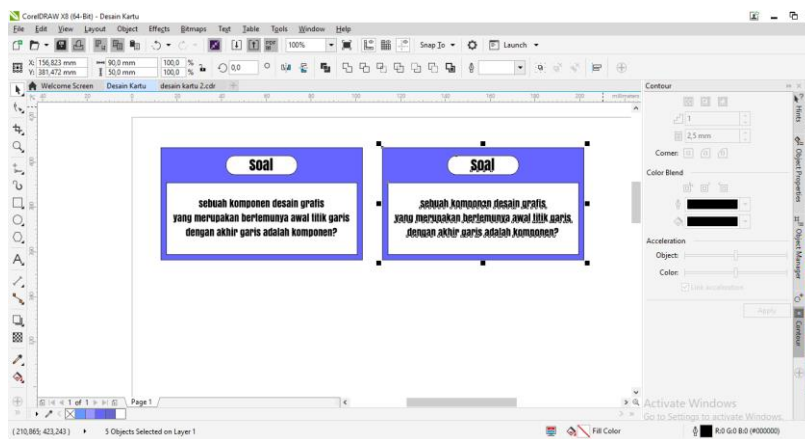 CorelDRAW X8 (64-Bit) - Desain Kartu
File Edit View Layout Object Effects Bitmaps Text Table Tools Window Help
100% Snap To Launch
X: 156,823 mm 90,0 mm 100,0 % 0,0
Y: 381,472 mm 50,0 mm 100,0 %
Welcome Screen Desain Kartu desain kartu 2.cdr
millimeters
soal
sebuah komponen desain grafis
yang merupakan bertemunya awal titik garis
dengan akhir garis adalah komponen?
soal
sebuah komponen desain grafis
yang merupakan bertemunya awal titik garis
dengan akhir garis adalah komponen?
Contour
1
2,5 mm
Corner:
Color Blend
Acceleration
Object:
Color:
Link Acceleration
Apply
Hints
Object Properties
Object Manager
Contour
1 of 1 Page 1
Activate Windows
Go to Settings to activate Windows.
(210,865; 423,243) 5 Objects Selected on Layer 1 Fill Color R:0 G:0 B:0 (#000000)